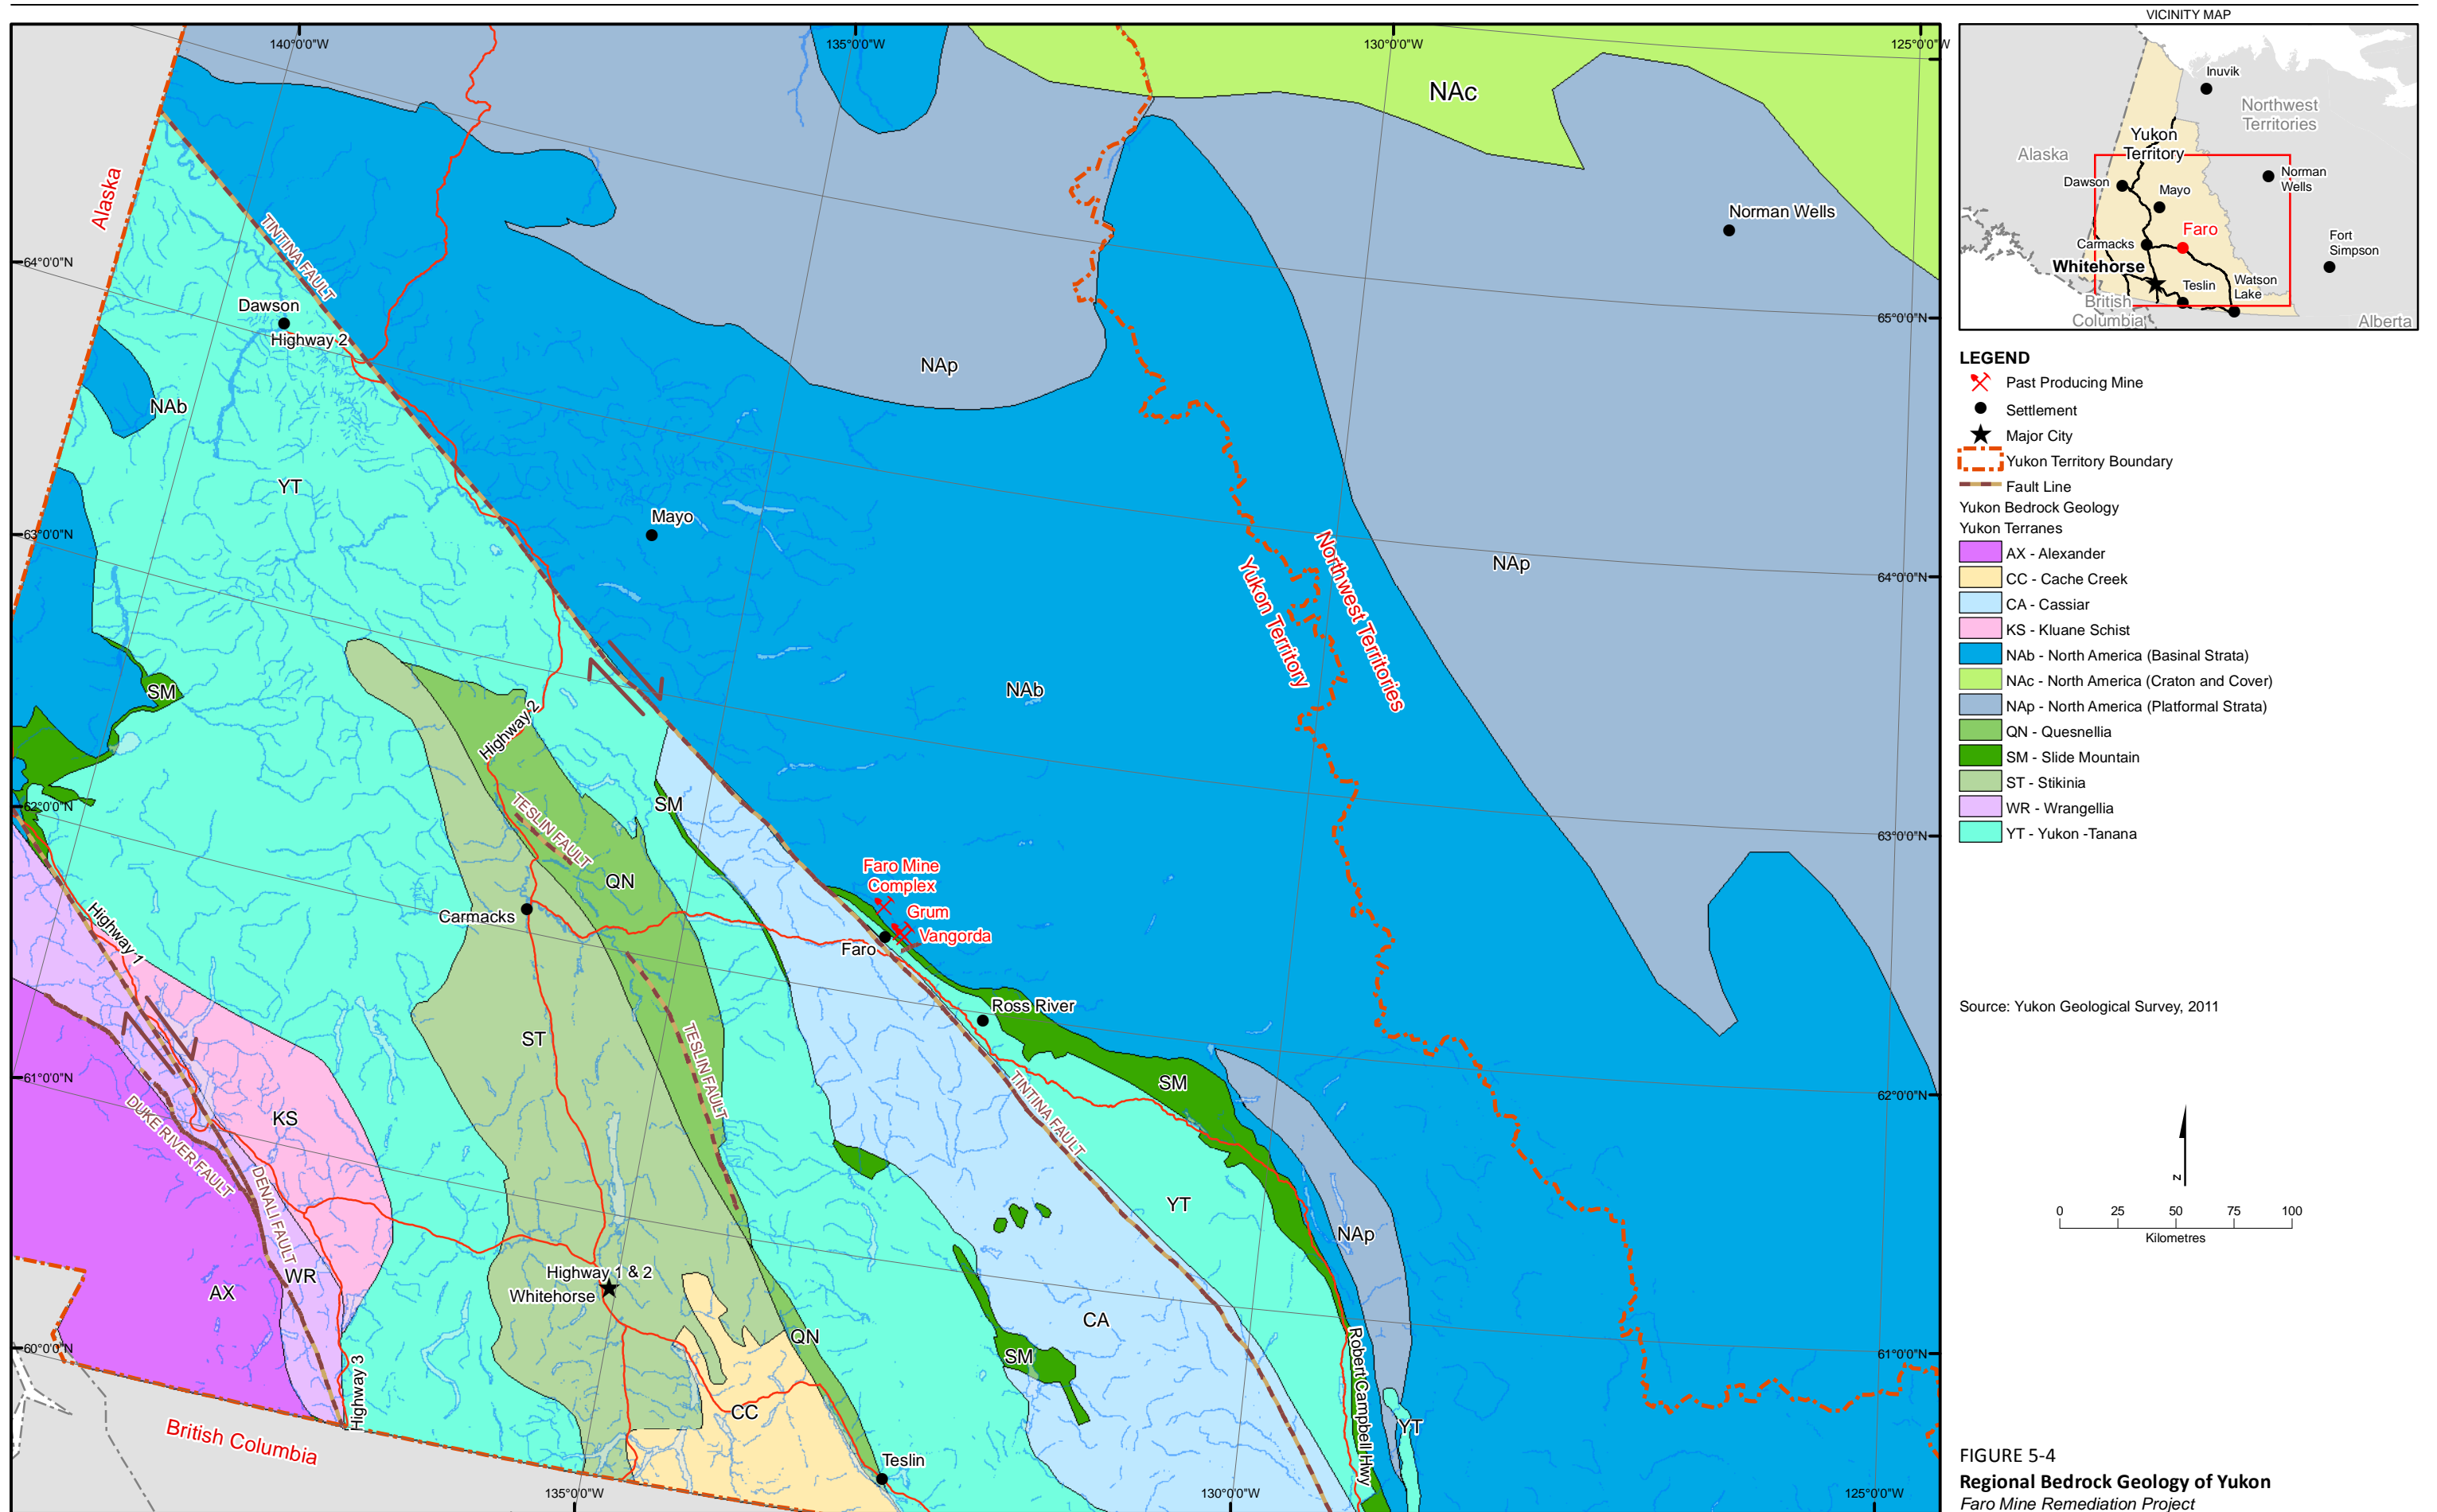 VICINITY MAP
140°0'0"W
135°0'0"W
130°0'0"W
125°0'0"W
Inuvik
Northwest
Territories
Yukon
Territory
Alaska
Dawson
Mayo
Norman
Wells
Faro
Carmacks
Fort
Simpson
Whitehorse
Teslin
Watson
Lake
British
Columbia
Alberta
LEGEND
Past Producing Mine
Settlement
Major City
Yukon Territory Boundary
Fault Line
Yukon Bedrock Geology
Yukon Terranes
AX - Alexander
CC - Cache Creek
CA - Cassiar
KS - Kluane Schist
NAb - North America (Basinal Strata)
NAc - North America (Craton and Cover)
NAp - North America (Platformal Strata)
QN - Quesnellia
SM - Slide Mountain
ST - Stikinia
WR - Wrangellia
YT - Yukon -Tanana
Source: Yukon Geological Survey, 2011
N
0 25 50 75 100
Kilometres
FIGURE 5-4
Regional Bedrock Geology of Yukon
Faro Mine Remediation Project
NAc
Alaska
Norman Wells
TINTINA FAULT
64°0'0"N
Dawson
Highway 2
65°0'0"N
NAp
NAb
YT
Mayo
63°0'0"N
NAp
64°0'0"N
Yukon Territory
Northwest Territories
SM
NAb
Highway 2
62°0'0"N
SM
TESLIN FAULT
63°0'0"N
QN
Faro Mine
Complex
Grum
Vangorda
Carmacks
Faro
Highway 1
Ross River
ST
TESLIN FAULT
61°0'0"N
SM
62°0'0"N
TINTINA FAULT
KS
DUKE RIVER FAULT
DENALI FAULT
YT
NAp
WR
AX
Highway 1 & 2
Whitehorse
CA
QN
SM
60°0'0"N
61°0'0"N
Highway 3
Robert Campbell Hwy
CC
YT
British Columbia
Teslin
135°0'0"W
130°0'0"W
125°0'0"W